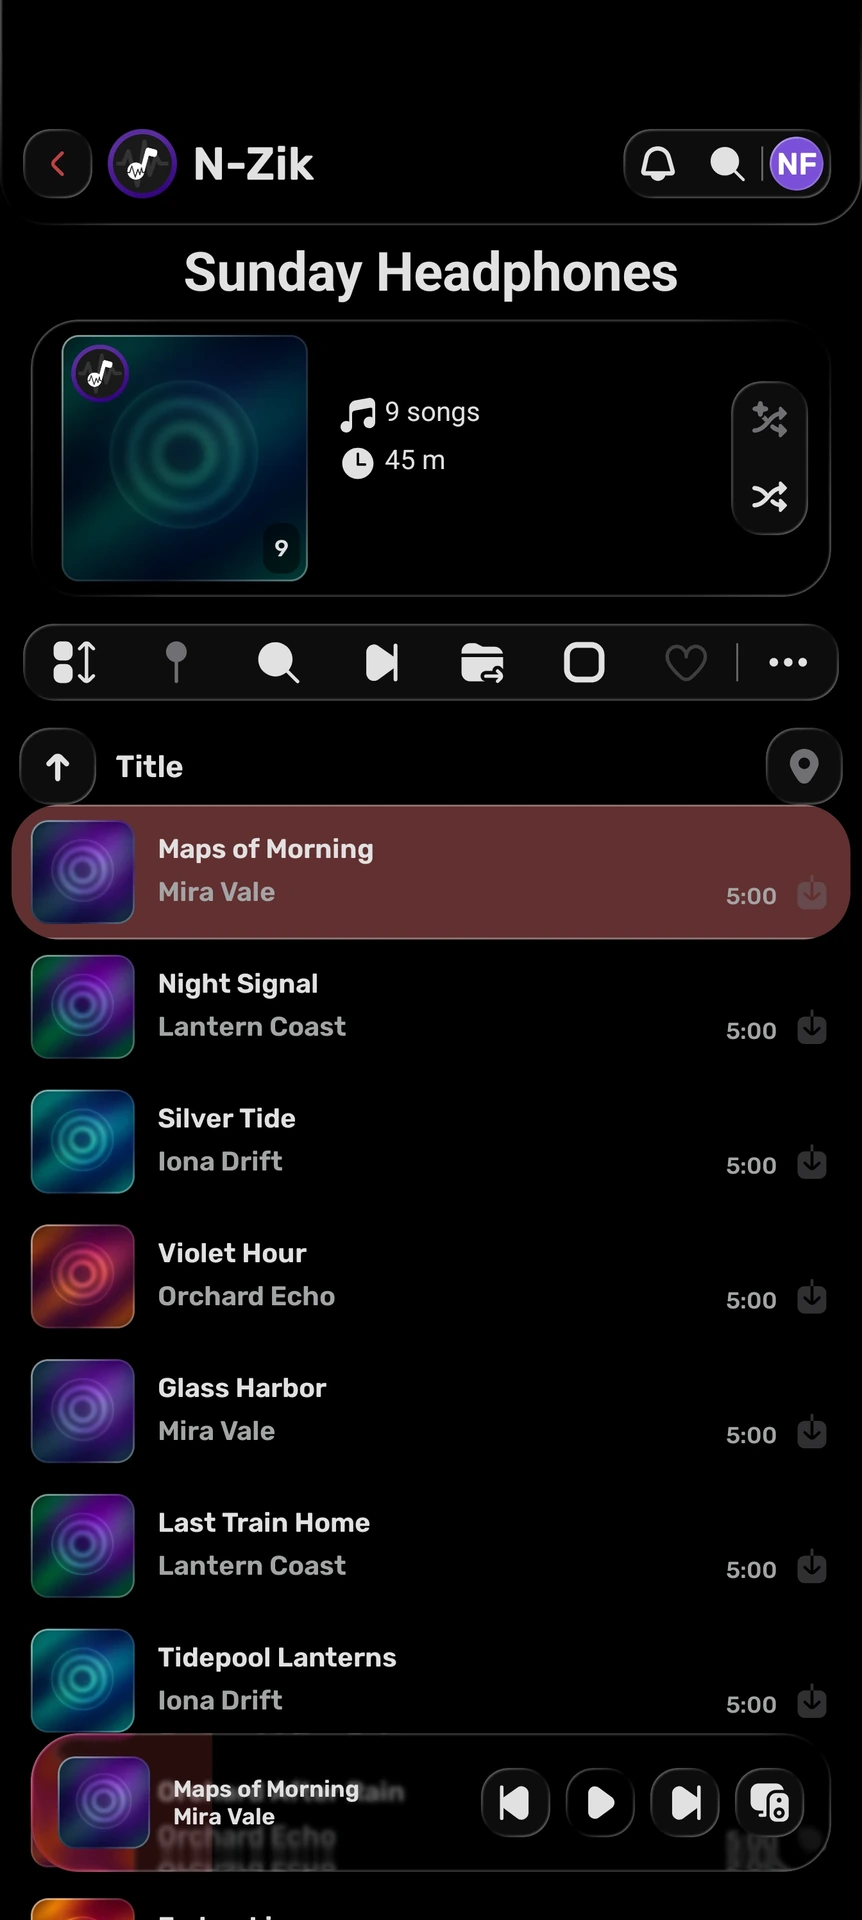 N-Zik
NF
Sunday Headphones
9 songs
45 m
9
Title
Maps of Morning
Mira Vale
5:00
Night Signal
Lantern Coast
5:00
Silver Tide
Iona Drift
5:00
Violet Hour
Orchard Echo
5:00
Glass Harbor
Mira Vale
5:00
Last Train Home
Lantern Coast
5:00
Tidepool Lanterns
Iona Drift
5:00
Maps of Morning
Mira Vale
Orchard Echo